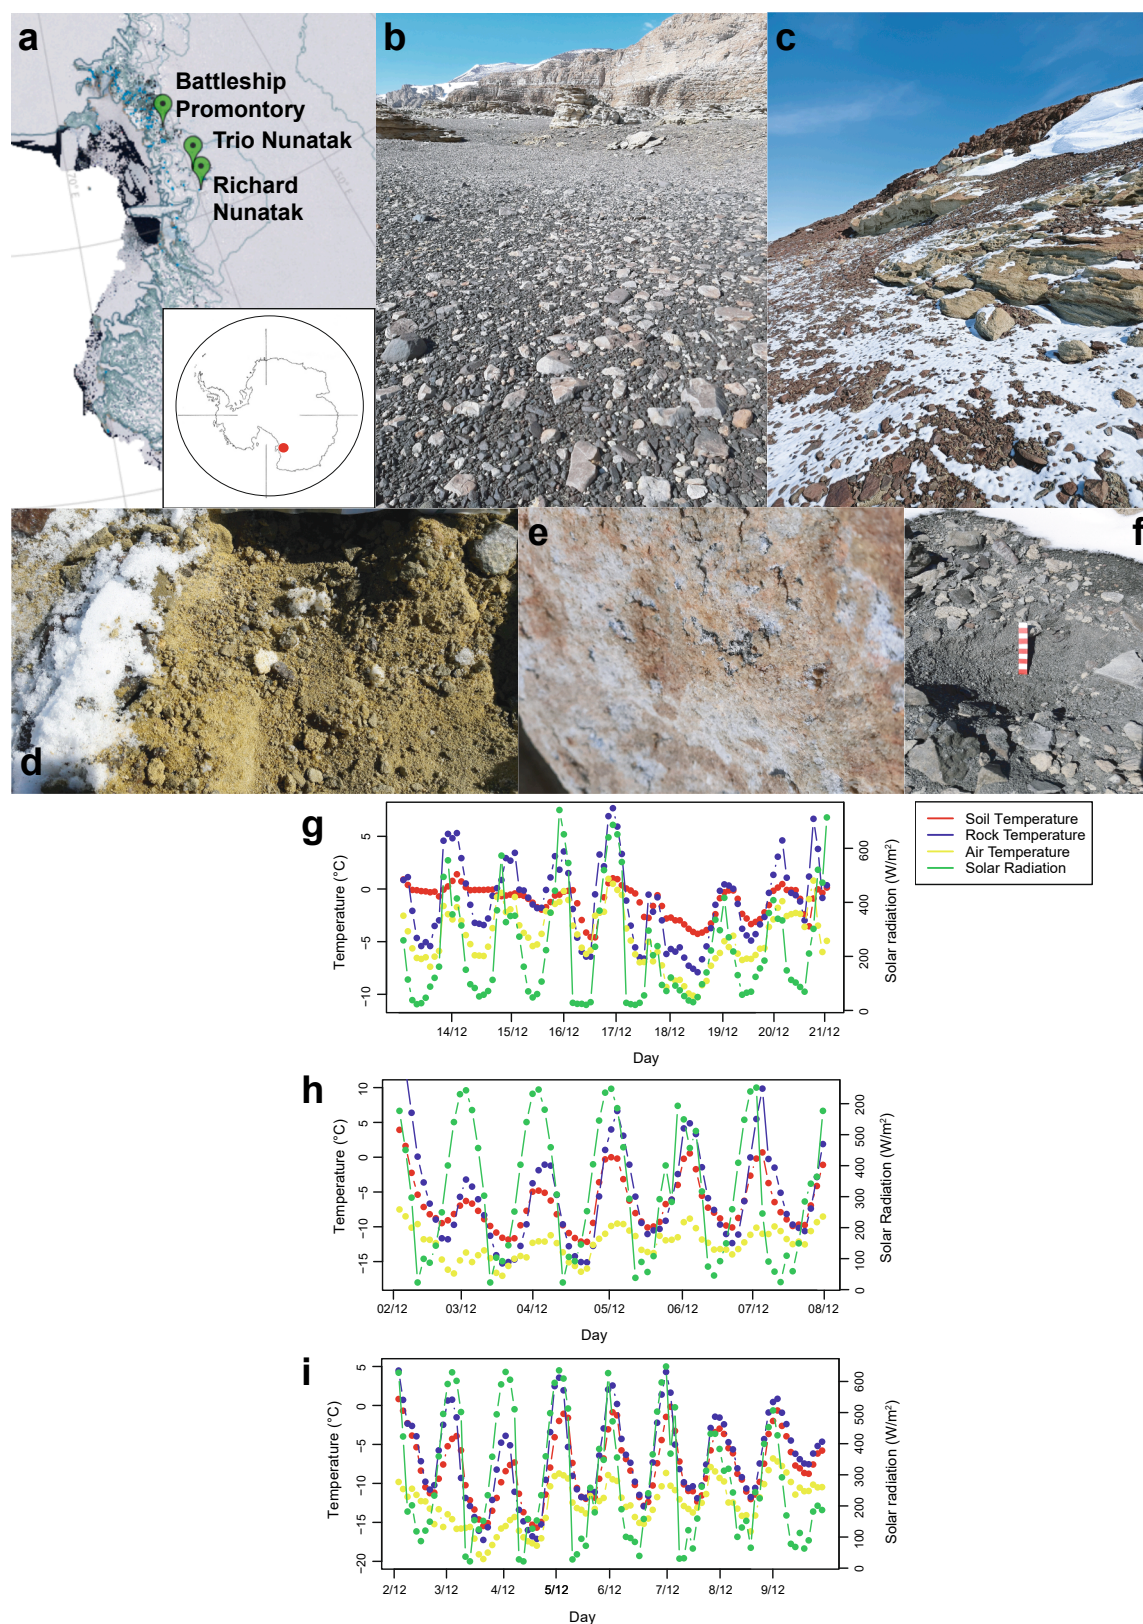 a
Battleship
Promontory
Trio Nunatak
Richard
Nunatak
170° E
160° E
b
c
d
e
f
g
Soil Temperature
Rock Temperature
Air Temperature
Solar Radiation
Temperature (°C)
5
0
−5
−10
Solar radiation (W/m²)
600
400
200
0
14/12
15/12
16/12
17/12
18/12
19/12
20/12
21/12
Day
h
Temperature (°C)
10
5
0
−5
−10
−15
Solar Radiation (W/m²)
200
500
400
300
200
100
0
02/12
03/12
04/12
05/12
06/12
07/12
08/12
Day
i
Temperature (°C)
5
0
−5
−10
−15
−20
Solar radiation (W/m²)
600
500
400
300
200
100
0
2/12
3/12
4/12
5/12
6/12
7/12
8/12
9/12
Day